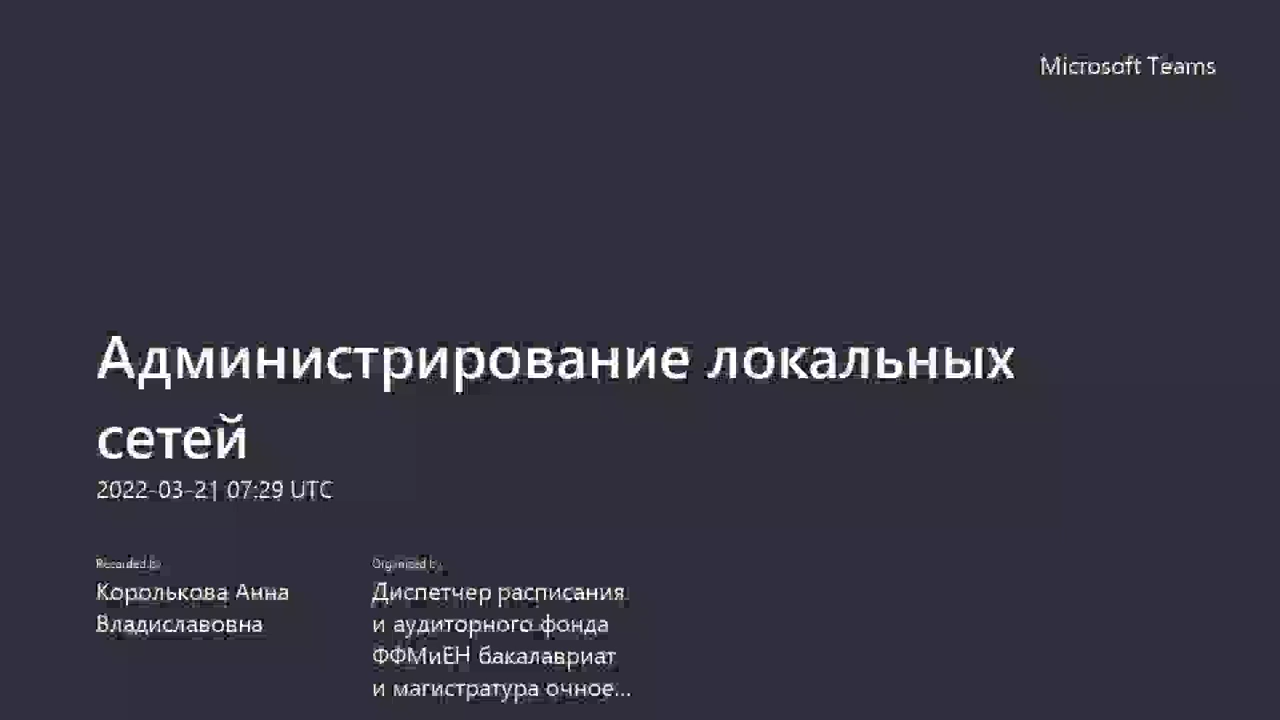 Microsoft Teams
Администрирование локальных
сетей
2022-03-21 07:29 UTC
Recorded by
Organized by
Королькова Анна
Владиславовна
Диспетчер расписания
и аудиторного фонда
ФФМиЕН бакалавриат
и магистратура очное...